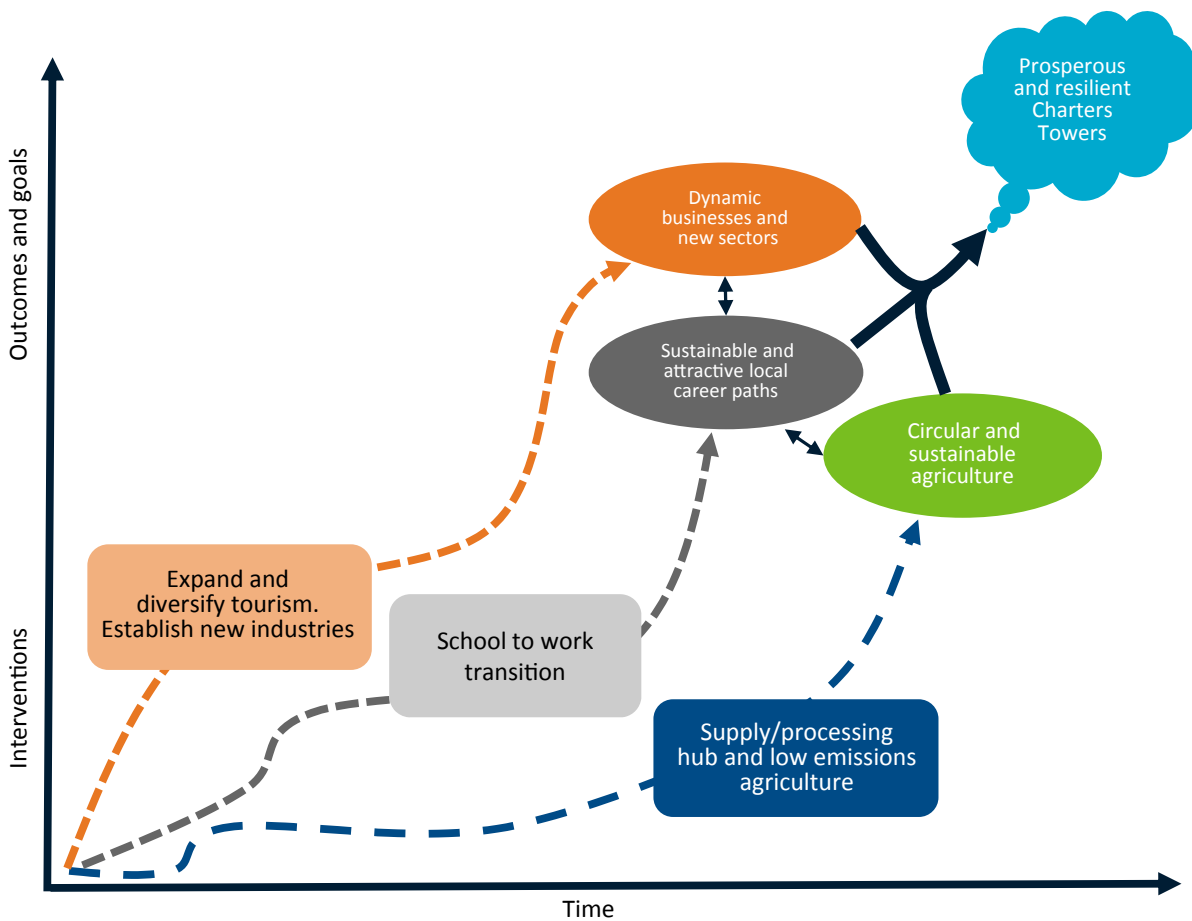 Prosperous
and resilient
Charters
Towers
Outcomes and goals
Dynamic
businesses and
new sectors
Sustainable and
attractive local
career paths
Circular and
sustainable
agriculture
Expand and
diversify tourism.
Establish new industries
School to work
transition
Interventions
Supply/processing
hub and low emissions
agriculture
Time